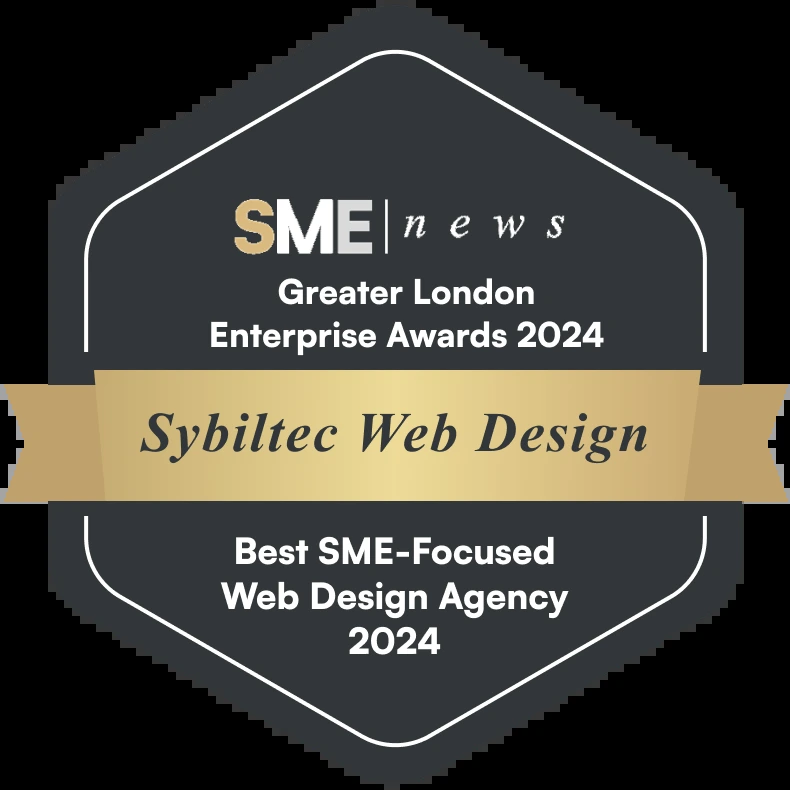 SME | news
Greater London
Enterprise Awards 2024
Sybiltec Web Design
Best SME-Focused
Web Design Agency
2024